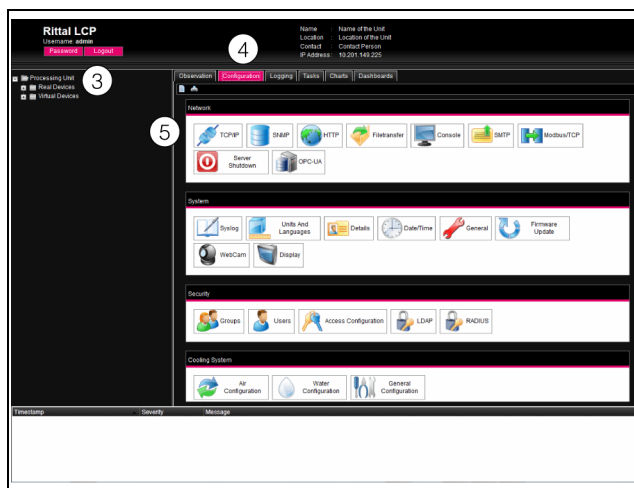 Rittal LCP
Username admin
Password Logout
Name : Name of the Unit
Location : Location of the Unit
Contact : Contact Person
IP Address : 10.201.149.225
4
3
Processing Unit
Real Devices
Virtual Devices
Observation Configuration Logging Tasks Charts Dashboards
5
Network
TCP/IP SNMP HTTP Filetransfer Console SMTP Modbus/TCP
Server
Shutdown
OPC-UA
System
Syslog
Units And
Languages
Details Date/Time General
Firmware
Update
WebCam Display
Security
Groups Users Access Configuration LDAP RADIUS
Cooling System
Air
Configuration
Water
Configuration
General
Configuration
Timestamp Severity Message